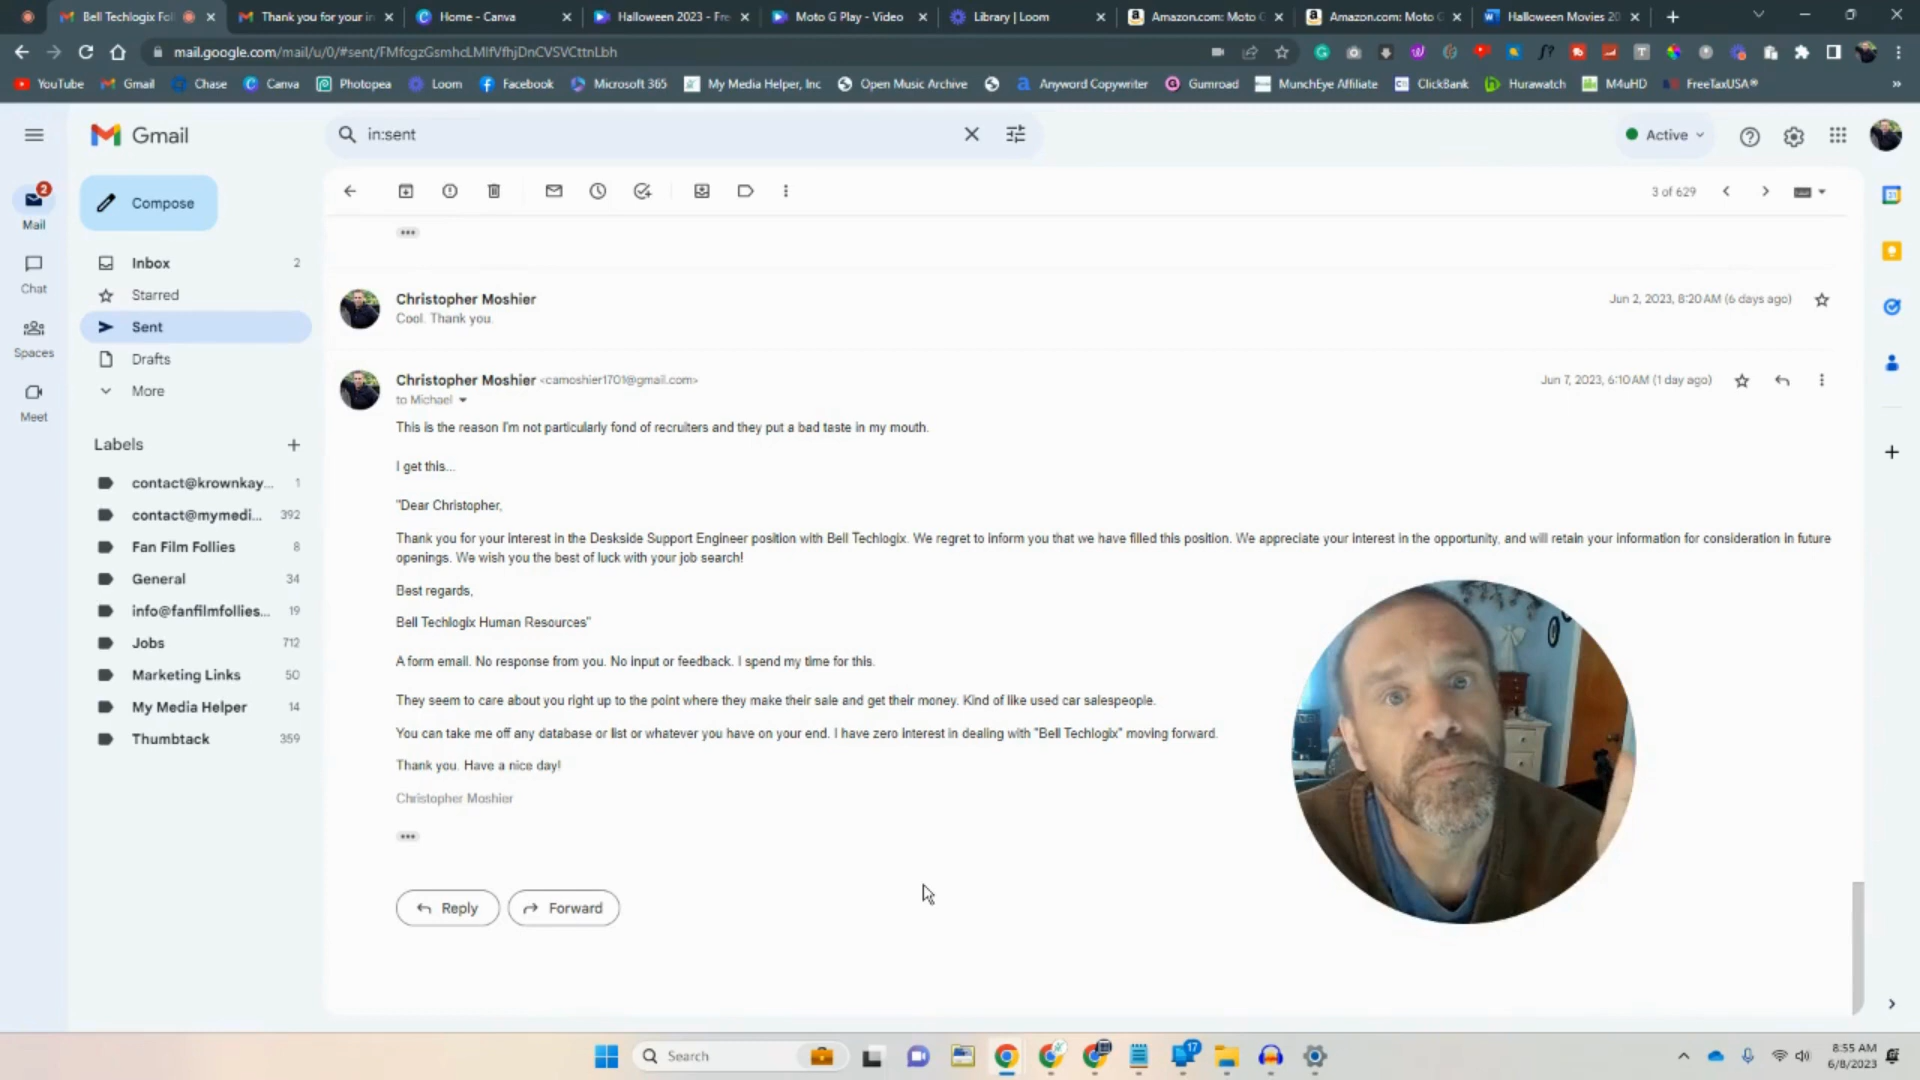 Bell Techlogix Fol
Thank you for your in
Home - Canva
Halloween 2023 - Fre
Moto G Play - Video
Library | Loom
Amazon.com: Moto G
Amazon.com: Moto G
Halloween Movies 20
mail.google.com/mail/u/0/#sent/FMfcgzGsmhcLMlfVfhjDnCVSVCttnLbh
YouTube
Gmail
Chase
Canva
Photopea
Loom
Facebook
Microsoft 365
My Media Helper, Inc
Open Music Archive
Anyword Copywriter
Gumroad
MunchEye Affiliate
ClickBank
Hurawatch
M4uHD
FreeTaxUSA®
Gmail
in:sent
Active
2
Mail
Chat
Spaces
Meet
Compose
Inbox 2
Starred
Sent
Drafts
More
Labels
contact@krownkay... 1
contact@mymedi... 392
Fan Film Follies 8
General 34
info@fanfilmfollies... 19
Jobs 712
Marketing Links 50
My Media Helper 14
Thumbtack 359
3 of 629
Christopher Moshier
Jun 2, 2023, 8:20 AM (6 days ago)
Cool. Thank you.
Christopher Moshier <camoshier1701@gmail.com>
Jun 7, 2023, 6:10 AM (1 day ago)
to Michael
This is the reason I'm not particularly fond of recruiters and they put a bad taste in my mouth.
I get this...
"Dear Christopher,
Thank you for your interest in the Deskside Support Engineer position with Bell Techlogix. We regret to inform you that we have filled this position. We appreciate your interest in the opportunity, and will retain your information for consideration in future
openings. We wish you the best of luck with your job search!
Best regards,
Bell Techlogix Human Resources"
A form email. No response from you. No input or feedback. I spend my time for this.
They seem to care about you right up to the point where they make their sale and get their money. Kind of like used car salespeople.
You can take me off any database or list or whatever you have on your end. I have zero interest in dealing with "Bell Techlogix" moving forward.
Thank you. Have a nice day!
Christopher Moshier
Reply
Forward
Search
17
8:55 AM
6/8/2023